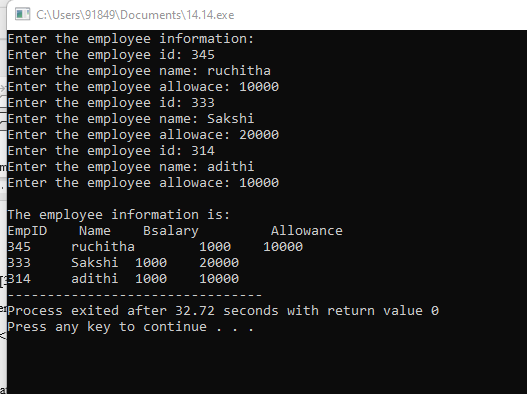 C:\Users\91849\Documents\14.14.exe
Enter the employee information:
Enter the employee id: 345
Enter the employee name: ruchitha
Enter the employee allowace: 10000
Enter the employee id: 333
Enter the employee name: Sakshi
Enter the employee allowace: 20000
Enter the employee id: 314
Enter the employee name: adithi
Enter the employee allowace: 10000

The employee information is:
EmpID    Name    Bsalary         Allowance
345     ruchitha        1000    10000
333     Sakshi  1000    20000
314     adithi  1000    10000
--------------------------------
Process exited after 32.72 seconds with return value 0
Press any key to continue . . .